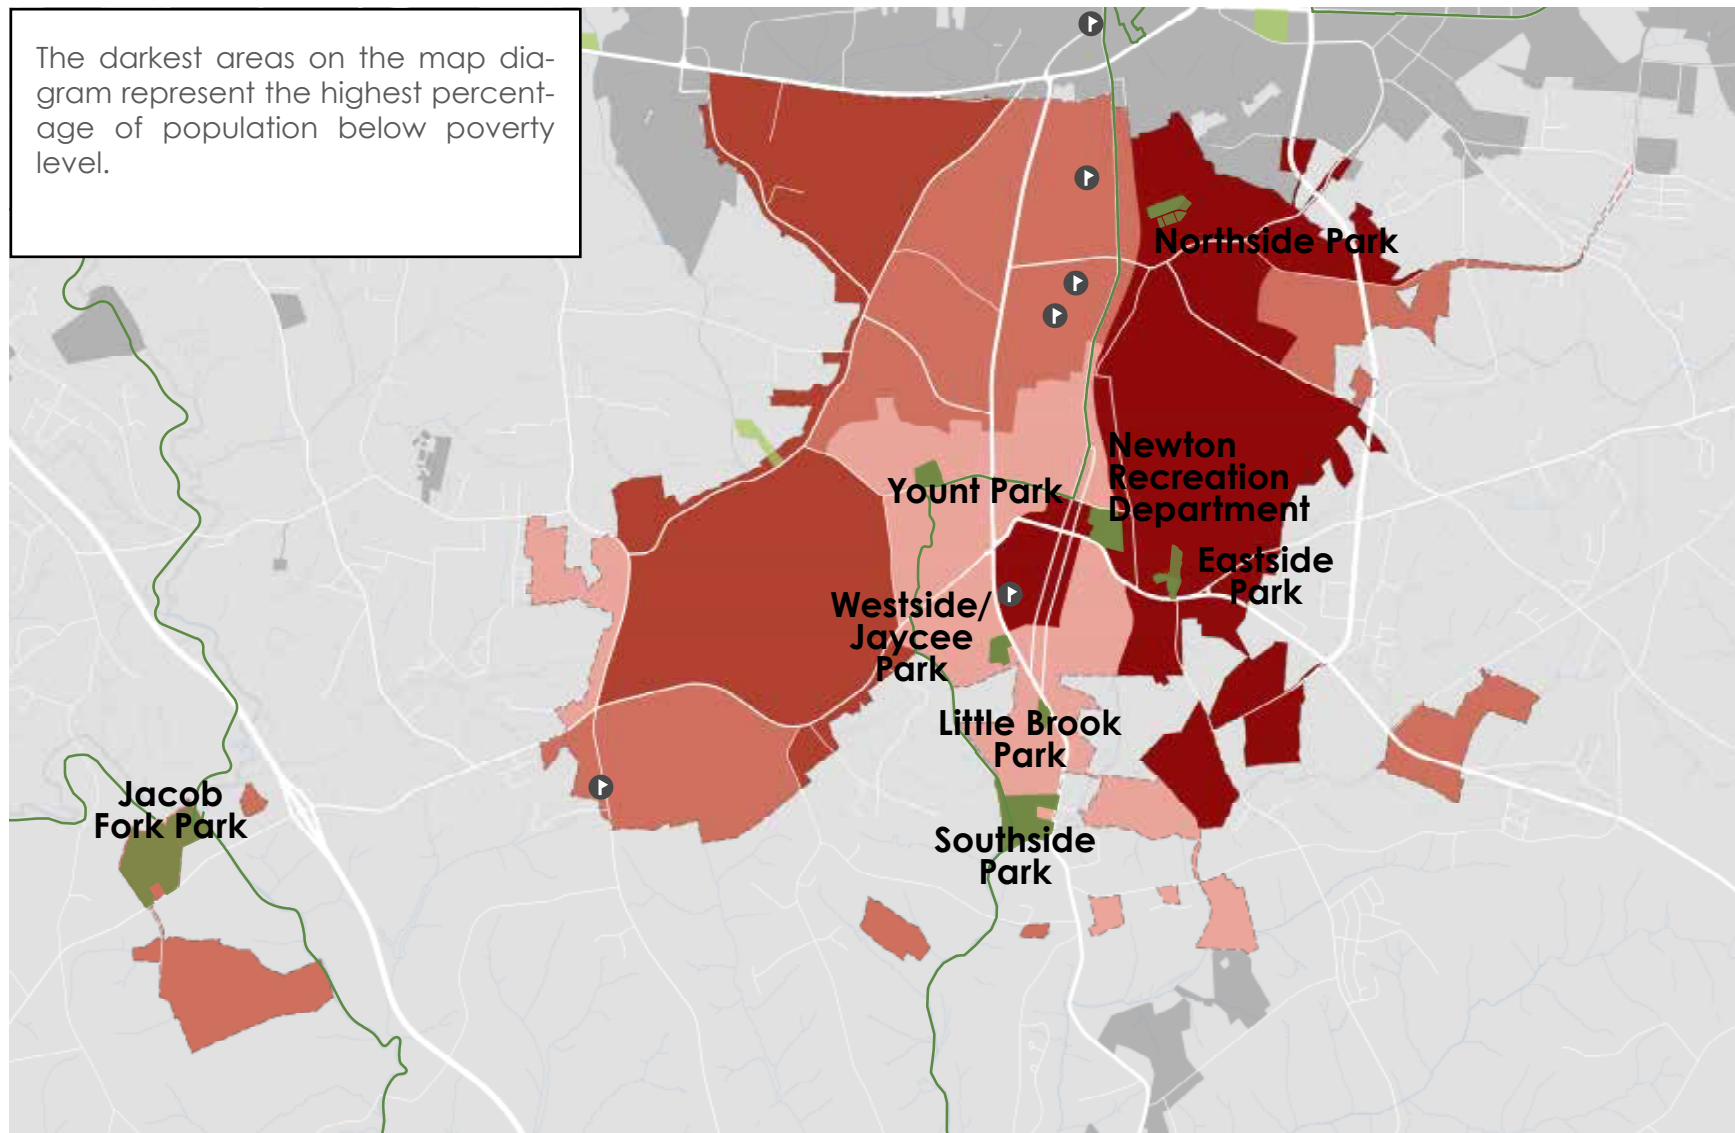 The darkest areas on the map dia-
gram represent the highest percent-
age of population below poverty
level.
Northside Park
Newton
Recreation
Department
Yount Park
Eastside
Park
Westside/
Jaycee
Park
Little Brook
Park
Jacob
Fork Park
Southside
Park